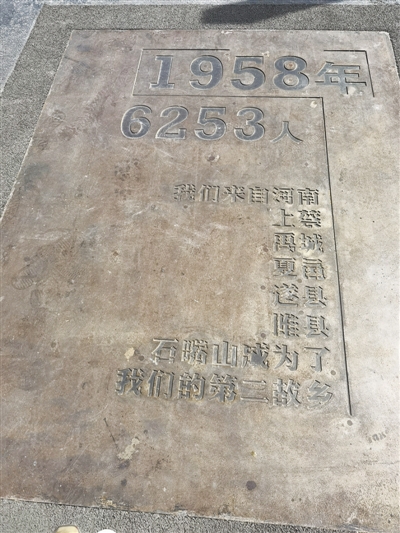 1958年
6253人
我们来自河南
上蔡
禹城
夏邑
遂县
睢县
石嘴山成为了
我们的第二故乡